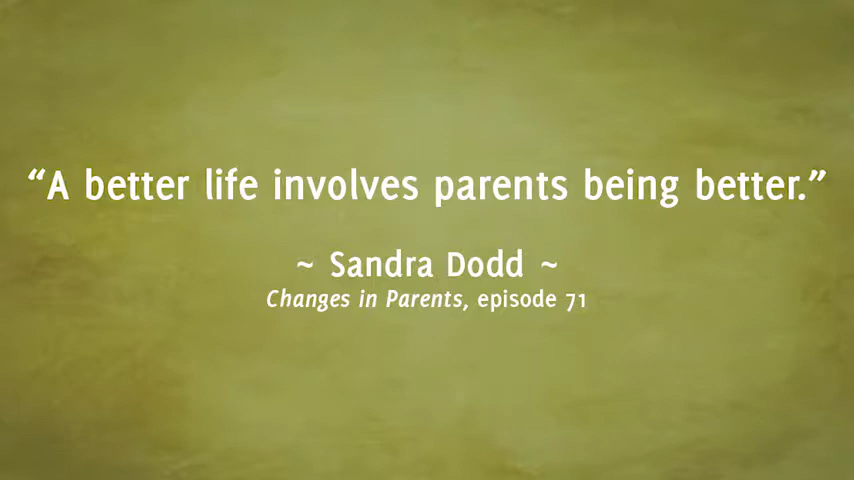 “A better life involves parents being better.”
~ Sandra Dodd ~
Changes in Parents, episode 71